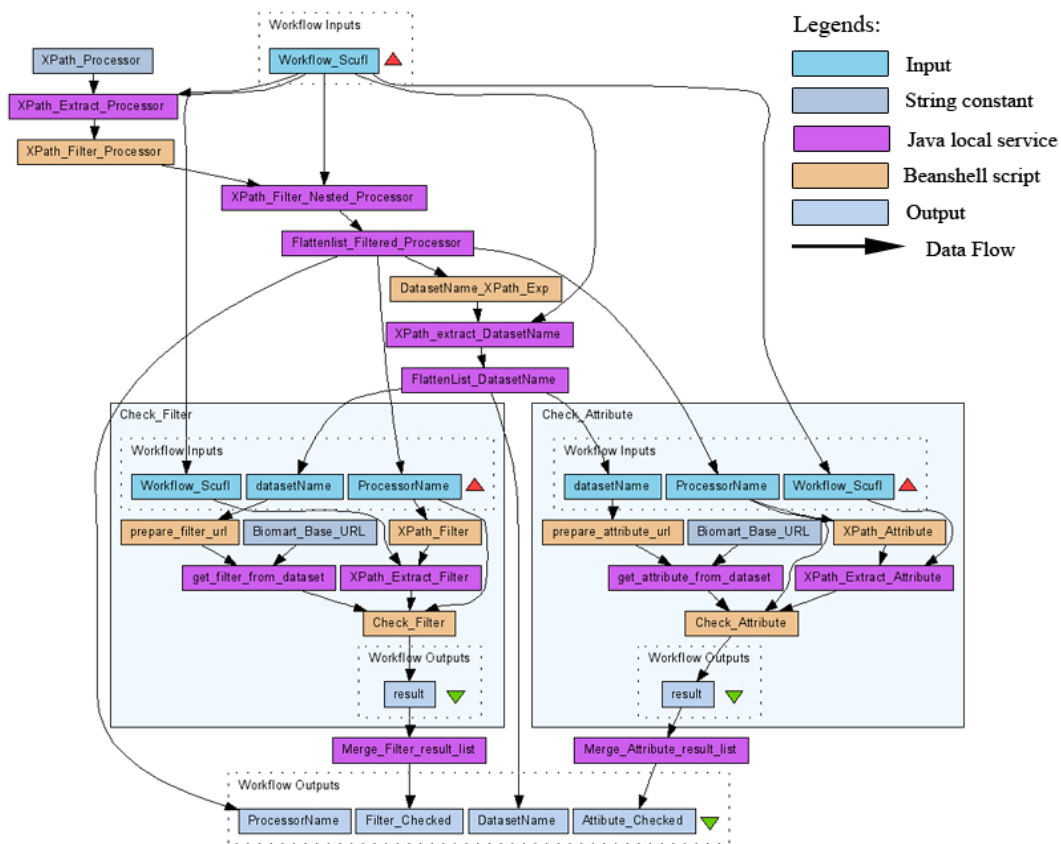 Workflow Inputs
Legends:
XPath_Processor
Workflow_Scufl
Input
XPath_Extract_Processor
String constant
XPath_Filter_Processor
Java local service
XPath_Filter_Nested_Processor
Beanshell script
Flattenlist_Filtered_Processor
Output
Data Flow
DatasetName_XPath_Exp
XPath_extract_DatasetName
FlattenList_DatasetName
Check_Filter
Workflow Inputs
Workflow_Scufl
datasetName
ProcessorName
prepare_filter_url
Biomart_Base_URL
XPath_Filter
get_filter_from_dataset
XPath_Extract_Filter
Check_Filter
Workflow Outputs
result
Check_Attribute
Workflow Inputs
datasetName
ProcessorName
Workflow_Scufl
prepare_attribute_url
Biomart_Base_URL
XPath_Attribute
get_attribute_from_dataset
XPath_Extract_Attribute
Check_Attribute
Workflow Outputs
result
Merge_Filter_result_list
Merge_Attribute_result_list
Workflow Outputs
ProcessorName
Filter_Checked
DatasetName
Attibute_Checked